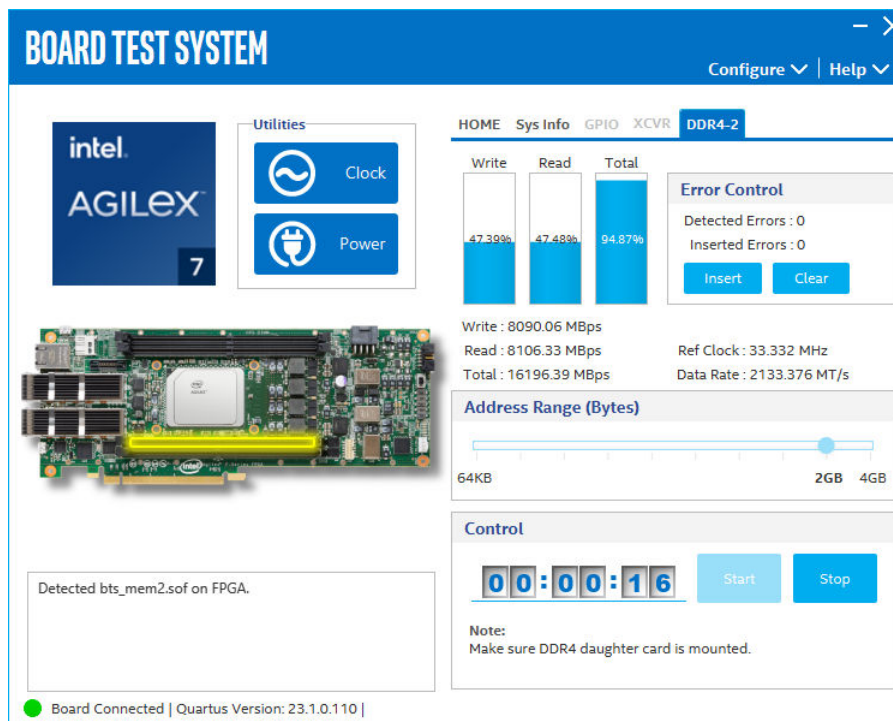 BOARD TEST SYSTEM
Configure | Help
intel.
AGILEX™
7
Utilities
Clock
Power
HOME Sys Info GPIO XCVR DDR4-2
Write Read Total
47.39% 47.48% 94.87%
Error Control
Detected Errors : 0
Inserted Errors : 0
Insert Clear
Write : 8090.06 MBps
Read : 8106.33 MBps
Total : 16196.39 MBps
Ref Clock : 33.332 MHz
Data Rate : 2133.376 MT/s
Address Range (Bytes)
64KB 2GB 4GB
Control
00:00:16
Start Stop
Note:
Make sure DDR4 daughter card is mounted.
intel
Detected bts_mem2.sof on FPGA.
Board Connected | Quartus Version: 23.1.0.110 |